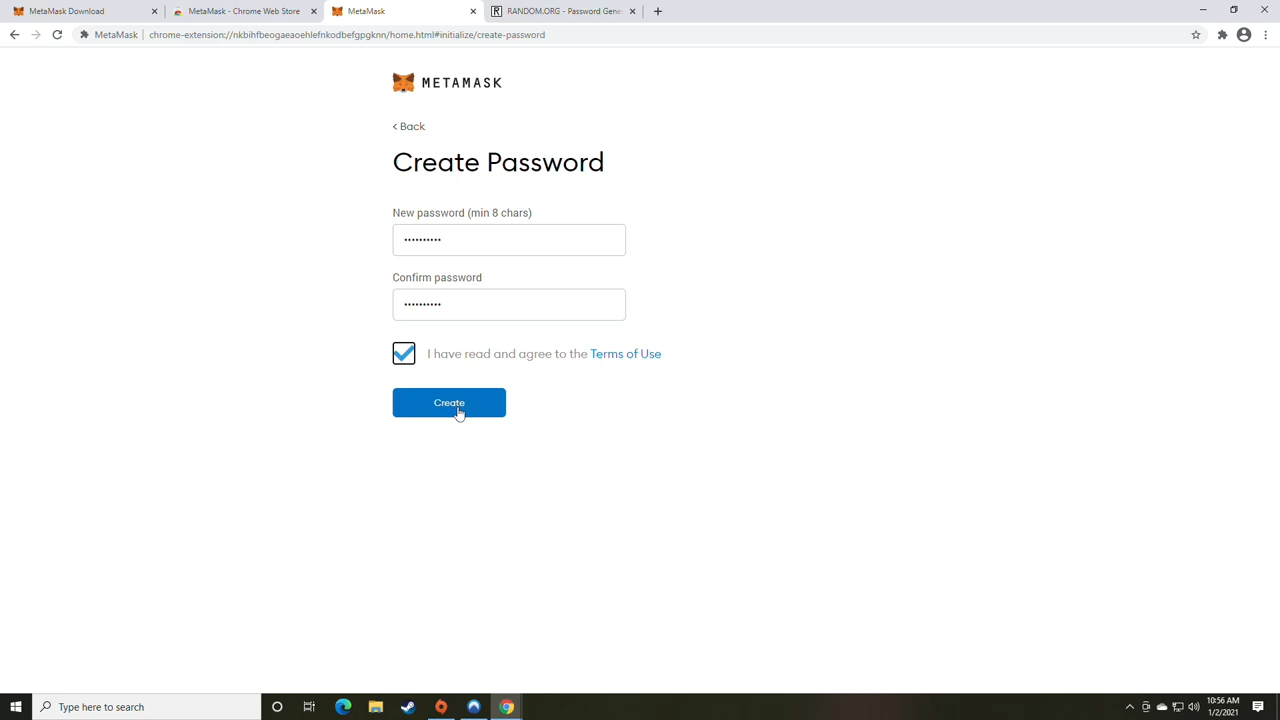 MetaMask Download
MetaMask - Chrome Web Store
MetaMask
RANDOM.ORG - Password Gene
MetaMask
chrome-extension://nkbihfbeogaeaoehlefnkodbefgpgknn/home.html#initialize/create-password
METAMASK
< Back
Create Password
New password (min 8 chars)
••••••••••
Confirm password
••••••••••
I have read and agree to the Terms of Use
Create
Type here to search
10:56 AM
1/2/2021